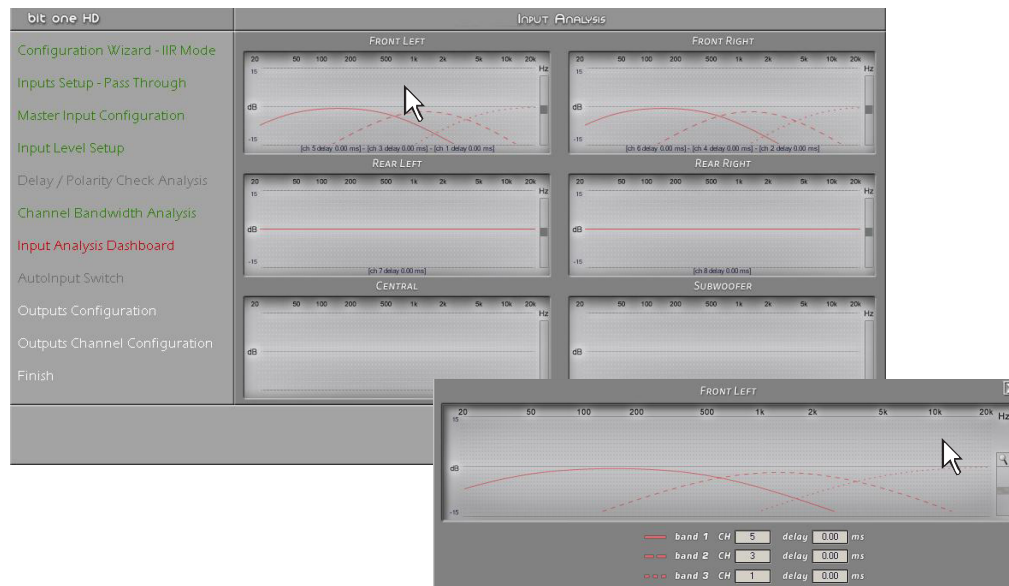 bit one HD
Input Analysis
Configuration Wizard - IIR Mode
Inputs Setup - Pass Through
Master Input Configuration
Input Level Setup
Delay / Polarity Check Analysis
Channel Bandwidth Analysis
Input Analysis Dashboard
AutoInput Switch
Outputs Configuration
Outputs Channel Configuration
Finish
Front Left
20 50 100 200 500 1k 2k 5k 10k 20k
Hz
15
dB
-15
[ch 5 delay 0.00 ms] - [ch 3 delay 0.00 ms] - [ch 1 delay 0.00 ms]
Front Right
20 50 100 200 500 1k 2k 5k 10k 20k
Hz
15
dB
-15
[ch 6 delay 0.00 ms] - [ch 4 delay 0.00 ms] - [ch 2 delay 0.00 ms]
Rear Left
20 50 100 200 500 1k 2k 5k 10k 20k
Hz
15
dB
-15
[ch 7 delay 0.00 ms]
Rear Right
20 50 100 200 500 1k 2k 5k 10k 20k
Hz
15
dB
-15
[ch 8 delay 0.00 ms]
Central
20 50 100 200 500 1k 2k 5k 10k 20k
Hz
dB
Subwoofer
20 50 100 200 500 1k 2k 5k 10k 20k
Hz
dB
Front Left
20 50 100 200 500 1k 2k 5k 10k 20k
Hz
15
dB
-15
band 1 CH 5 delay 0.00 ms
band 2 CH 3 delay 0.00 ms
band 3 CH 1 delay 0.00 ms